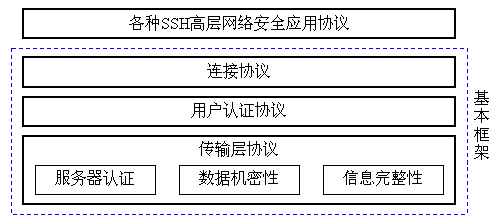 各种SSH高层网络安全应用协议
连接协议
用户认证协议
传输层协议
服务器认证
数据机密性
信息完整性
基本框架